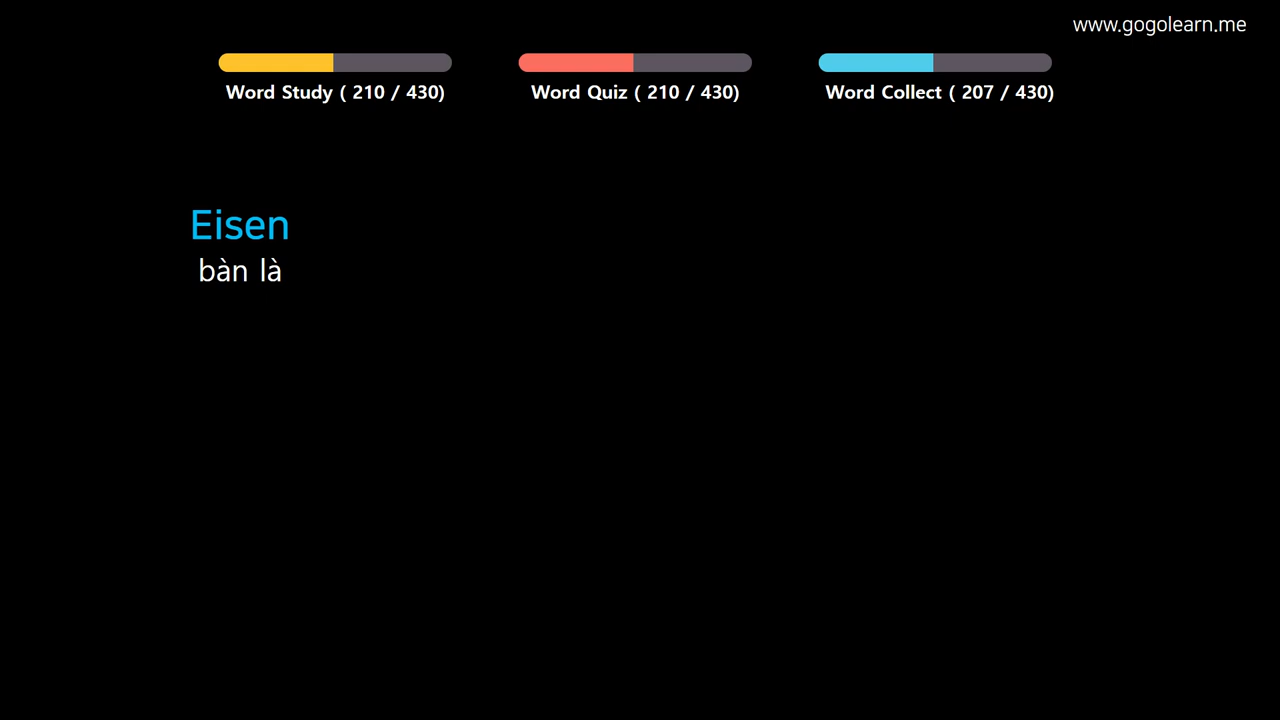 www.gogolearn.me
Word Study ( 210 / 430)
Word Quiz ( 210 / 430)
Word Collect ( 207 / 430)
Eisen
bàn là